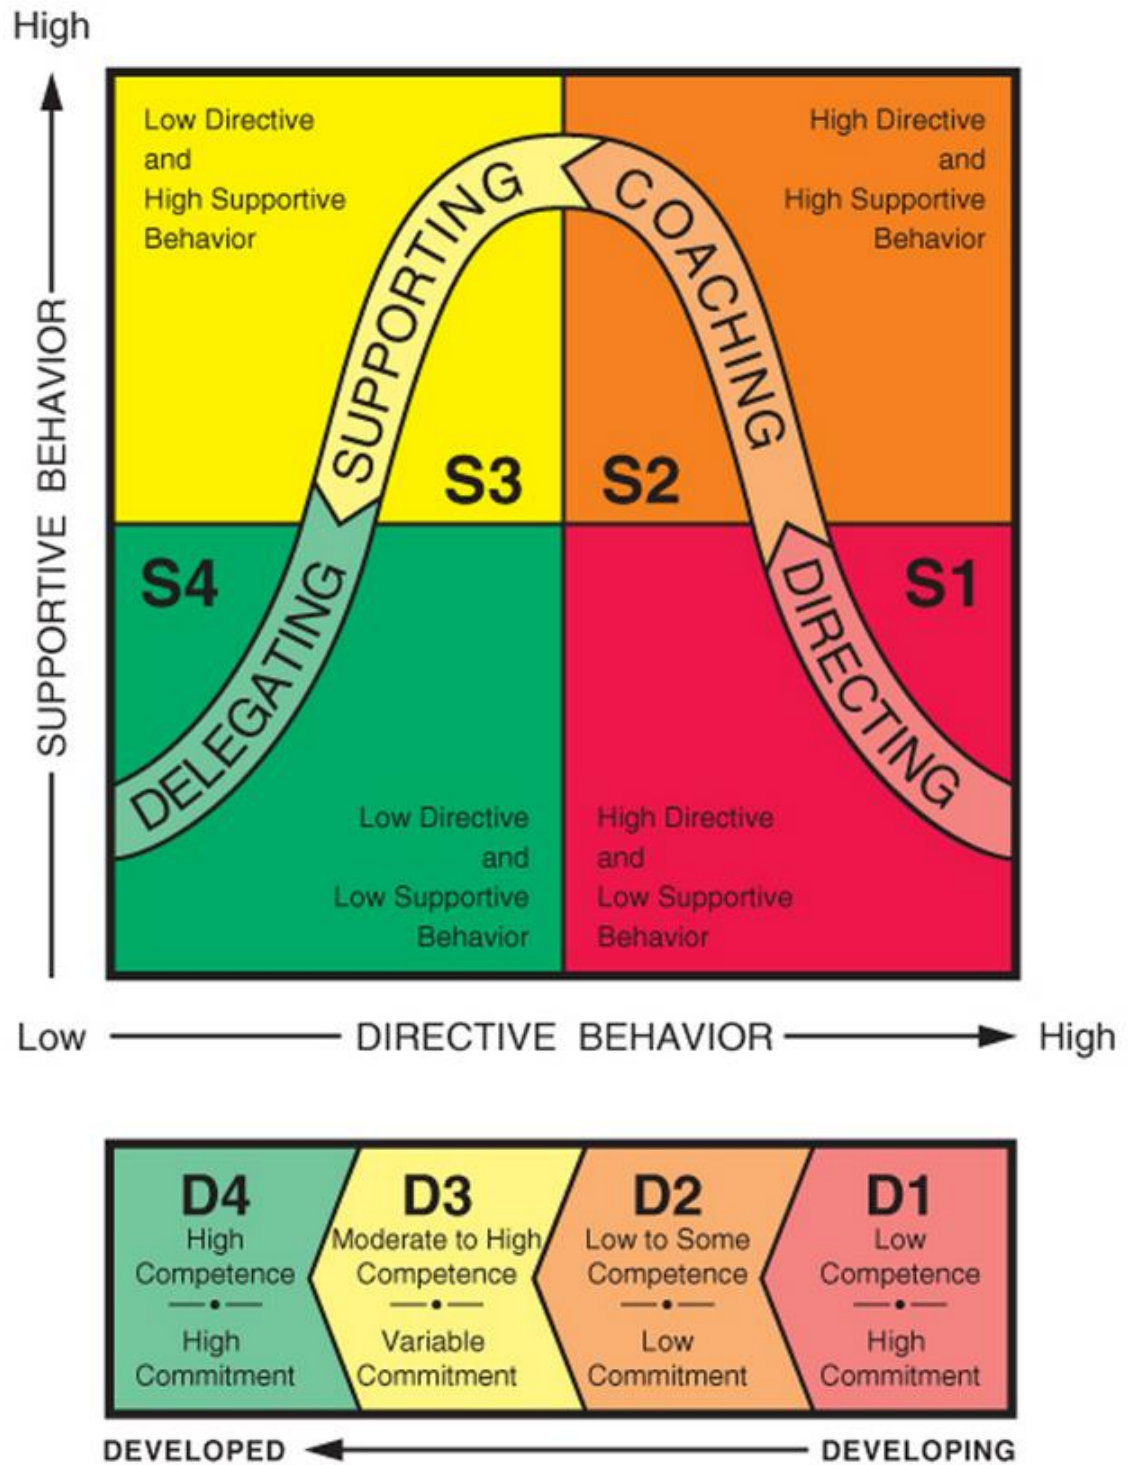 High
SUPPORTIVE BEHAVIOR
Low Directive
and
High Supportive
Behavior
High Directive
and
High Supportive
Behavior
SUPPORTING
COACHING
S3
S2
S4
S1
DELEGATING
DIRECTING
Low Directive
and
Low Supportive
Behavior
High Directive
and
Low Supportive
Behavior
Low
DIRECTIVE BEHAVIOR
High
D4
High
Competence
High
Commitment
D3
Moderate to High
Competence
Variable
Commitment
D2
Low to Some
Competence
Low
Commitment
D1
Low
Competence
High
Commitment
DEVELOPED
DEVELOPING